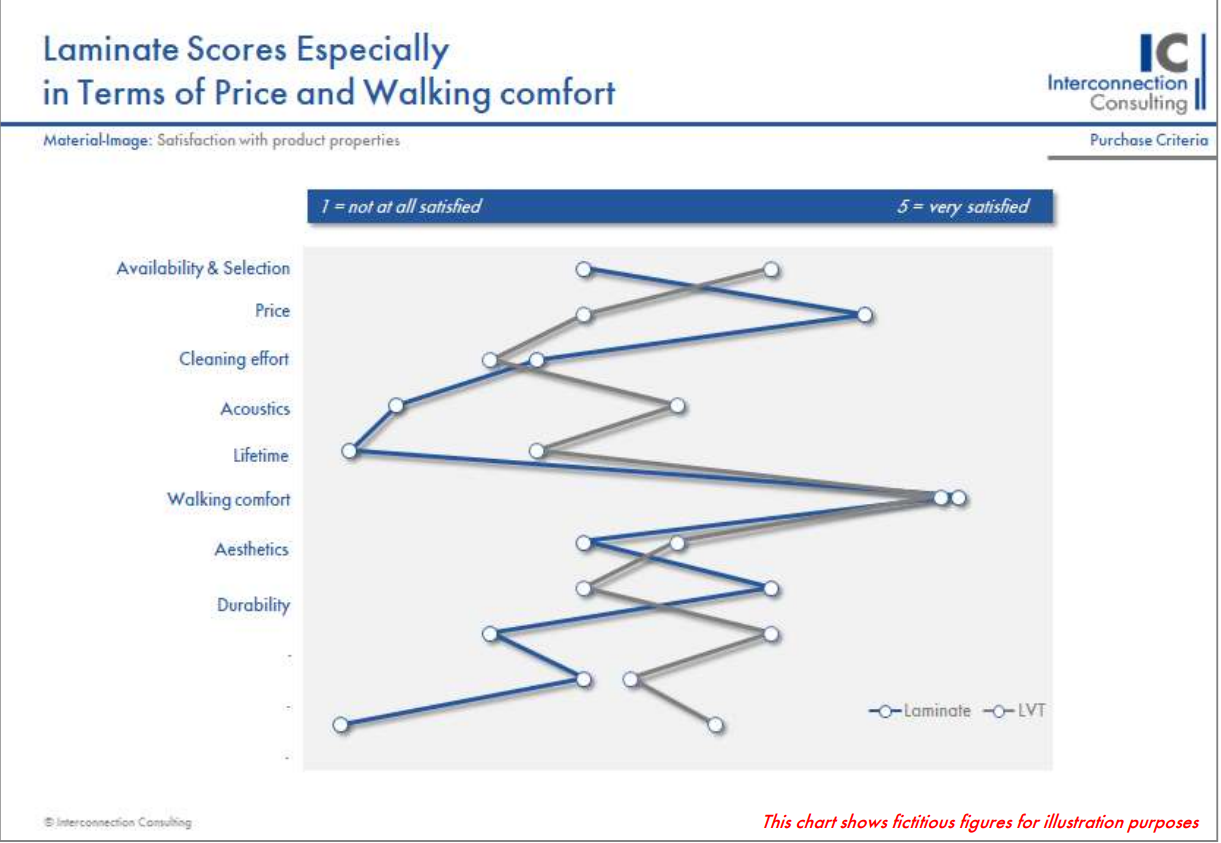 Laminate Scores Especially
in Terms of Price and Walking comfort
IC
Interconnection
Consulting
Material-Image: Satisfaction with product properties
Purchase Criteria
1 = not at all satisfied
5 = very satisfied
Availability & Selection
Price
Cleaning effort
Acoustics
Lifetime
Walking comfort
Aesthetics
Durability
.
.
.
Laminate
LVT
© Interconnection Consulting
This chart shows fictitious figures for illustration purposes